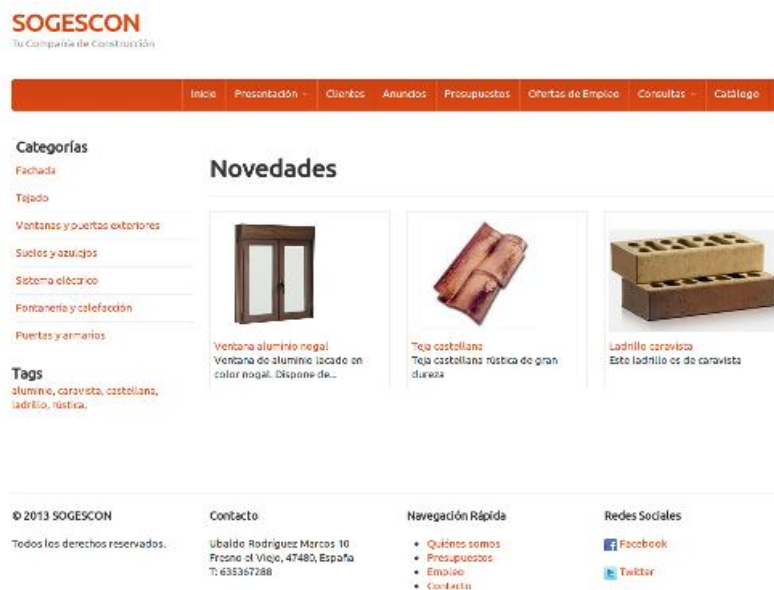 SOGESCON
Tu Compañía de Construcción
Inicio Presentación Clientes Anuncios Presupuestos Ofertas de Empleo Consultas Catálogo
Categorías
Fachada
Tejado
Ventanas y puertas exteriores
Suelos y azulejos
Sistema eléctrico
Fontanería y calefacción
Puertas y armarios
Tags
aluminio, caravista, castellana,
ladrillo, rústica,
Novedades
Ventana aluminio nogal
Ventana de aluminio lacado en
color nogal. Dispone de...
Teja castellana
Teja castellana rústica de gran
dureza
Ladrillo caravista
Este ladrillo es de caravista
© 2013 SOGESCON
Todos los derechos reservados.
Contacto
Ubaldo Rodríguez Marcos 10
Fresno el Viejo, 47480, España
T: 635367288
Navegación Rápida
Quiénes somos
Presupuestos
Empleo
Contacto
Redes Sociales
Facebook
Twitter